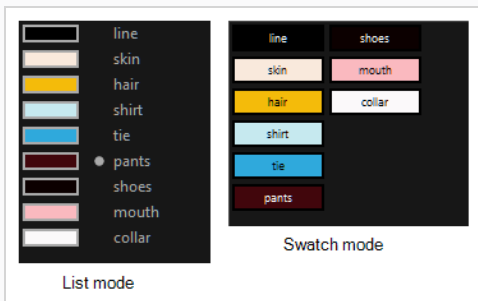 line
skin
hair
shirt
tie
pants
shoes
mouth
collar
List mode
line shoes
skin mouth
hair collar
shirt
tie
pants
Swatch mode